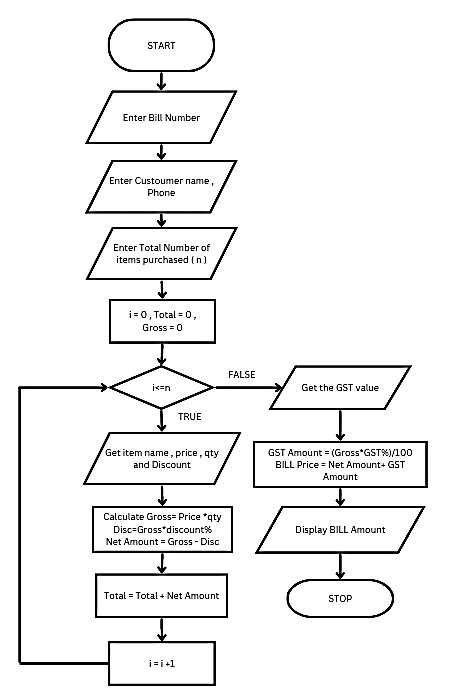 START
Enter Bill Number
Enter Custoumer name ,
Phone
Enter Total Number of
items purchased ( n )
i = 0 , Total = 0 ,
Gross = 0
i<=n
FALSE
Get the GST value
TRUE
Get item name , price , qty
and Discount
GST Amount = (Gross*GST%)/100
BILL Price = Net Amount+ GST
Amount
Calculate Gross= Price *qty
Disc=Gross*discount%
Net Amount = Gross - Disc
Display BILL Amount
Total = Total + Net Amount
STOP
i = i +1